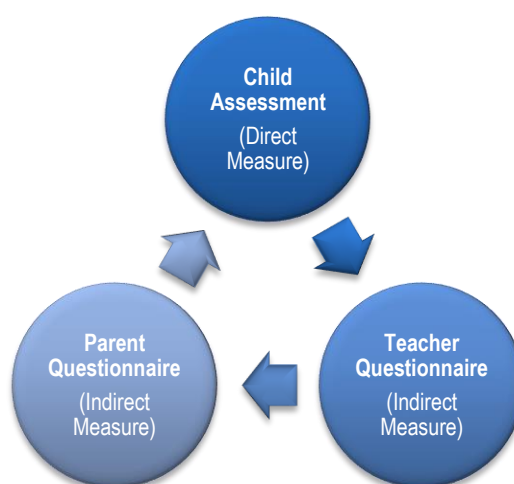 Child
Assessment
(Direct
Measure)
Parent
Questionnaire
(Indirect
Measure)
Teacher
Questionnaire
(Indirect
Measure)